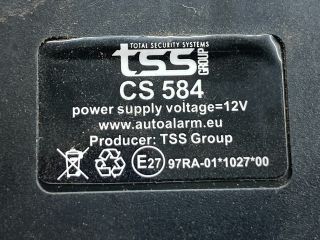 TOTAL SECURITY SYSTEMS
tss GROUP
CS 584
power supply voltage=12V
www.autoalarm.eu
Producer: TSS Group
E27 97RA-01*1027*00